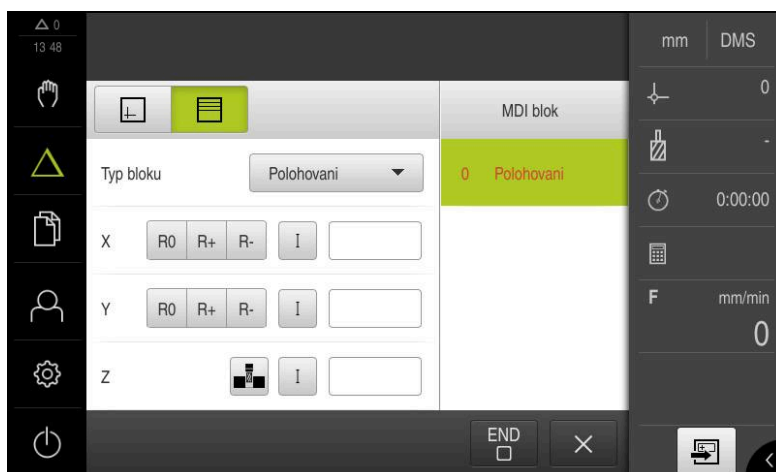 0
13 48
mm DMS
0
-
0:00:00
F mm/min
0
MDI blok
Typ bloku Polohovani
0 Polohovani
X R0 R+ R- I
Y R0 R+ R- I
Z I
END